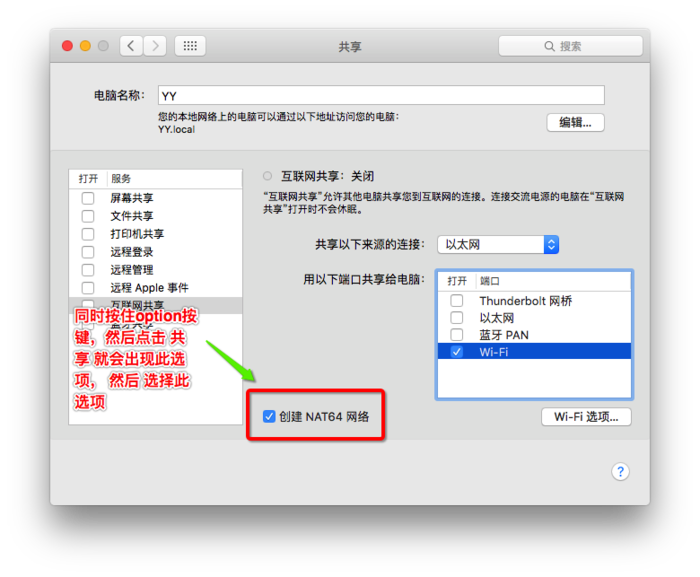 共享
搜索
电脑名称：
YY
您的本地网络上的电脑可以通过以下地址访问您的电脑：
YY.local
编辑...
打开 服务
屏幕共享
文件共享
打印机共享
远程登录
远程管理
远程 Apple 事件
互联网共享
同时按住option按
键，然后点击 共
享 就会出现此选
项， 然后 选择此
选项
互联网共享：关闭
“互联网共享”允许其他电脑共享您到互联网的连接。连接交流电源的电脑在“互联网
共享”打开时不会休眠。
共享以下来源的连接：
以太网
用以下端口共享给电脑：
打开 端口
Thunderbolt 网桥
以太网
蓝牙 PAN
Wi-Fi
创建 NAT64 网络
Wi-Fi 选项...
?